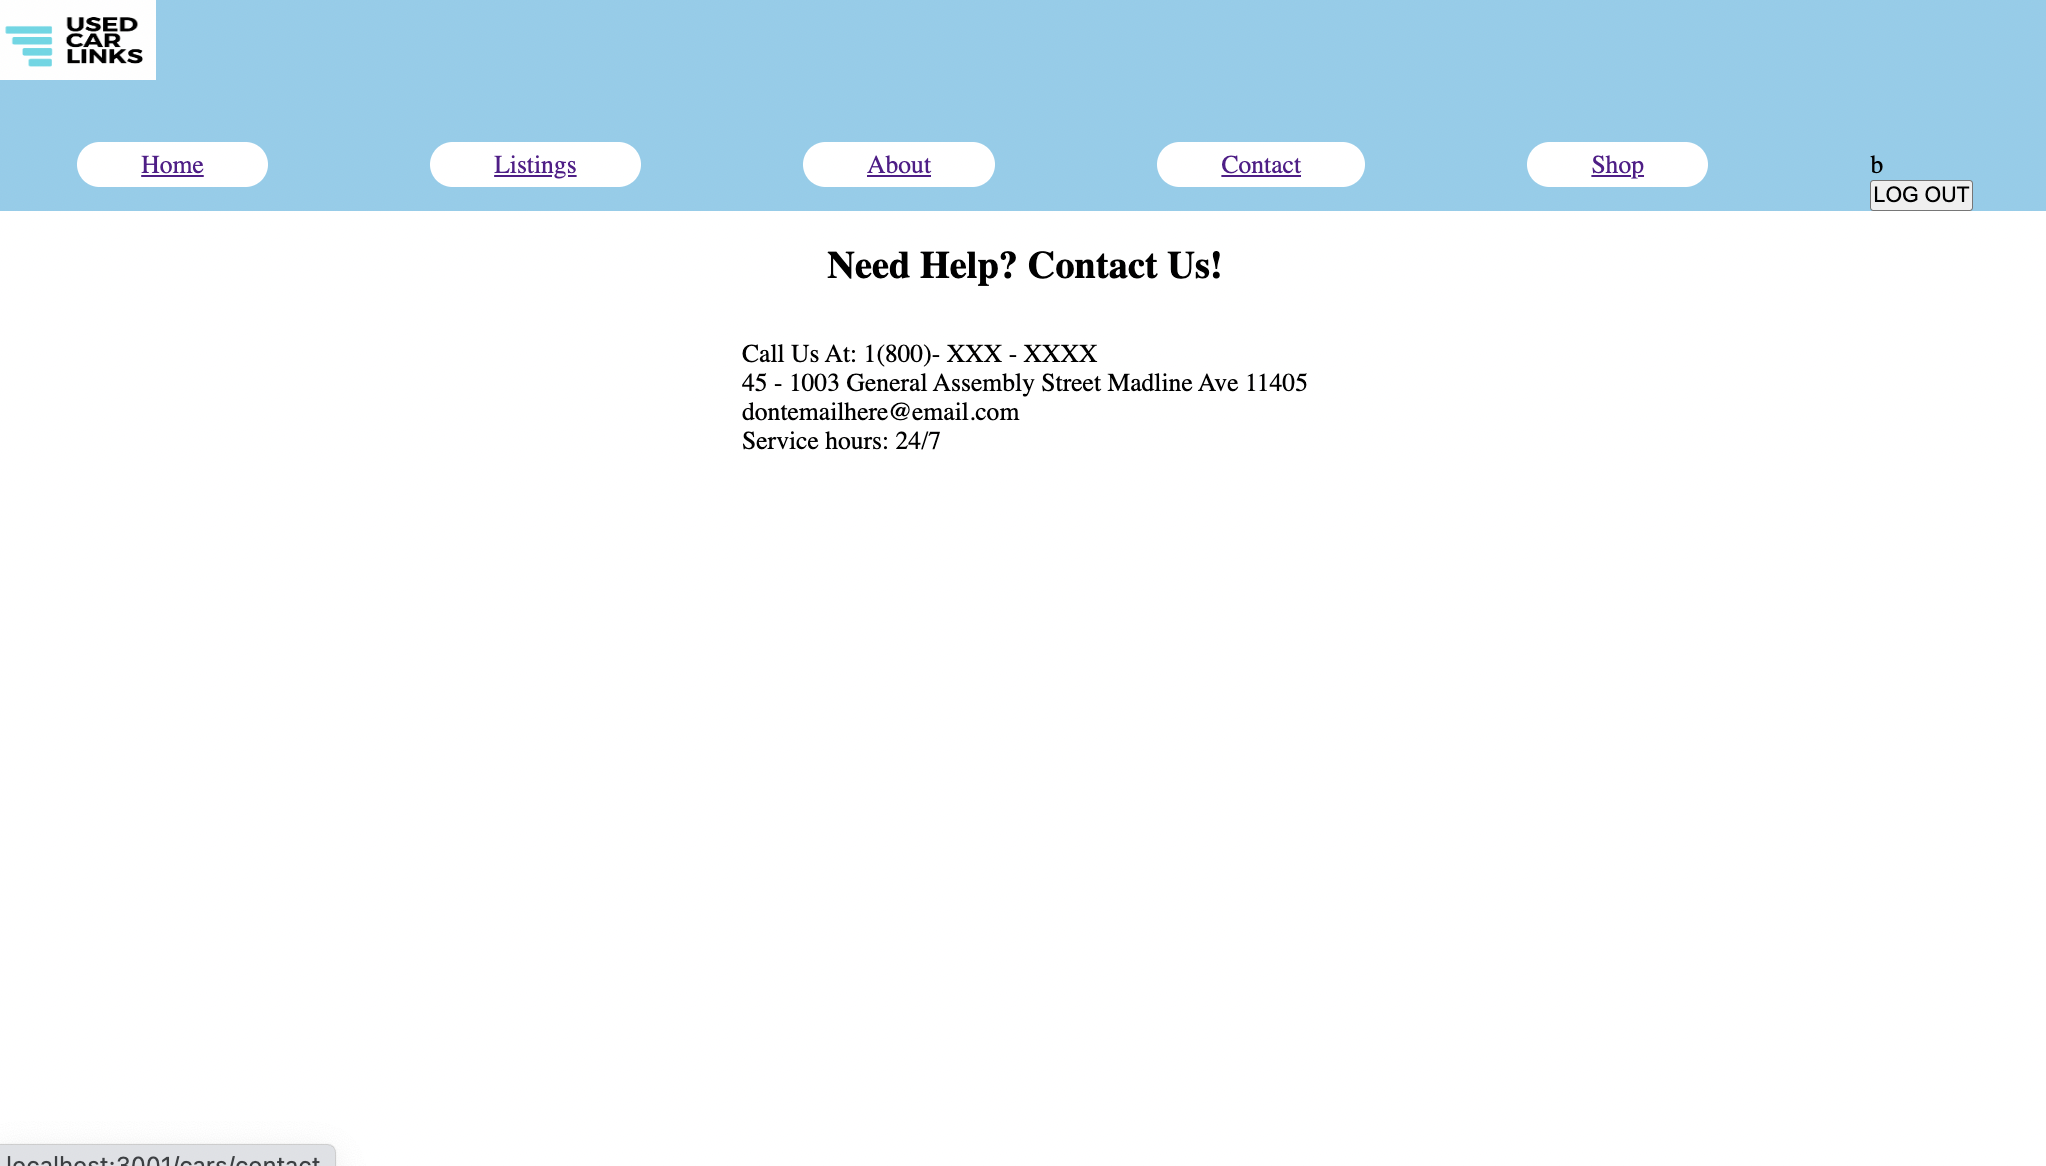 USED
CAR
LINKS
Home Listings About Contact Shop b
LOG OUT
Need Help? Contact Us!
Call Us At: 1(800)- XXX - XXXX
45 - 1003 General Assembly Street Madline Ave 11405
dontemailhere@email.com
Service hours: 24/7
localhost:3001/cars/contact